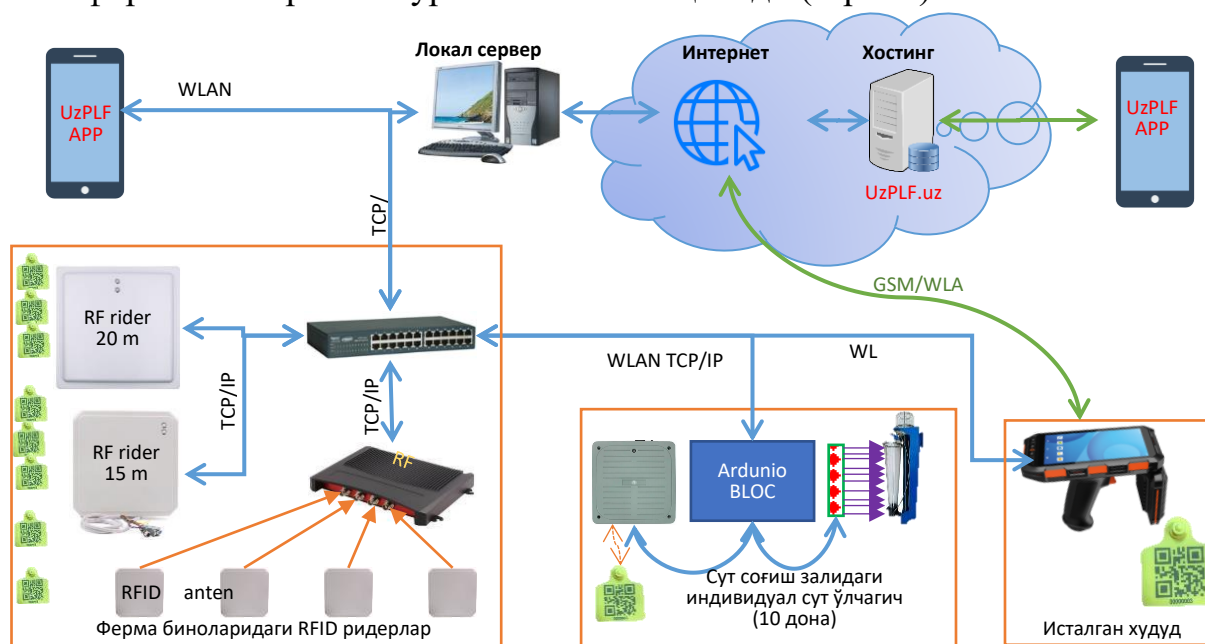 Локал сервер
Интернет
Хостинг
UzPLF
APP
WLAN
UzPLF
APP
UzPLF.uz
TCP/
GSM/WLA
RF rider
20 m
WLAN TCP/IP
WL
TCP/IP
TCP/IP
RF rider
15 m
RF
Ardunio
BLOC
RFID anten
Сут соғиш залидаги
индивидуал сут ўлчагич
(10 дона)
Ферма биноларидаги RFID ридерлар
Исталган худуд